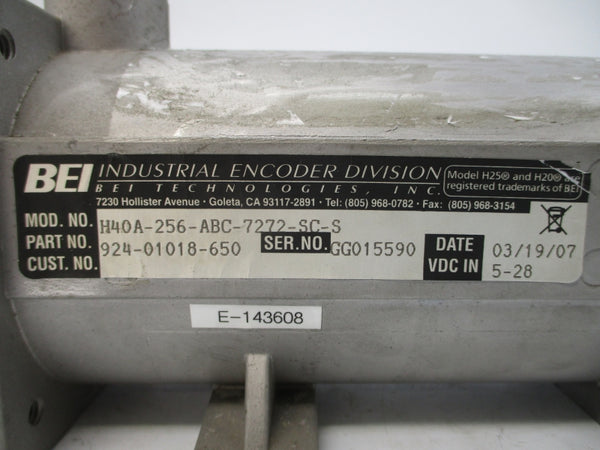 BEI INDUSTRIAL ENCODER DIVISION
BEI TECHNOLOGIES, INC.
Model H25® and H20® are
registered trademarks of BEI
7230 Hollister Avenue • Goleta, CA 93117-2891 • Tel: (805) 968-0782 • Fax: (805) 968-3154
MOD. NO. H40A-256-ABC-7272-SC-S
PART NO. 924-01018-650 SER.NO. GG015590 DATE 03/19/07
CUST. NO. VDC IN 5-28
E-143608